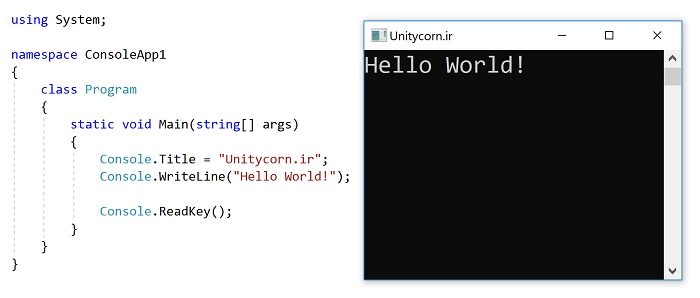 using System;
namespace ConsoleApp1
{
    class Program
    {
        static void Main(string[] args)
        {
            Console.Title = "Unitycorn.ir";
            Console.WriteLine("Hello World!");

            Console.ReadKey();
        }
    }
}
Unitycorn.ir
Hello World!